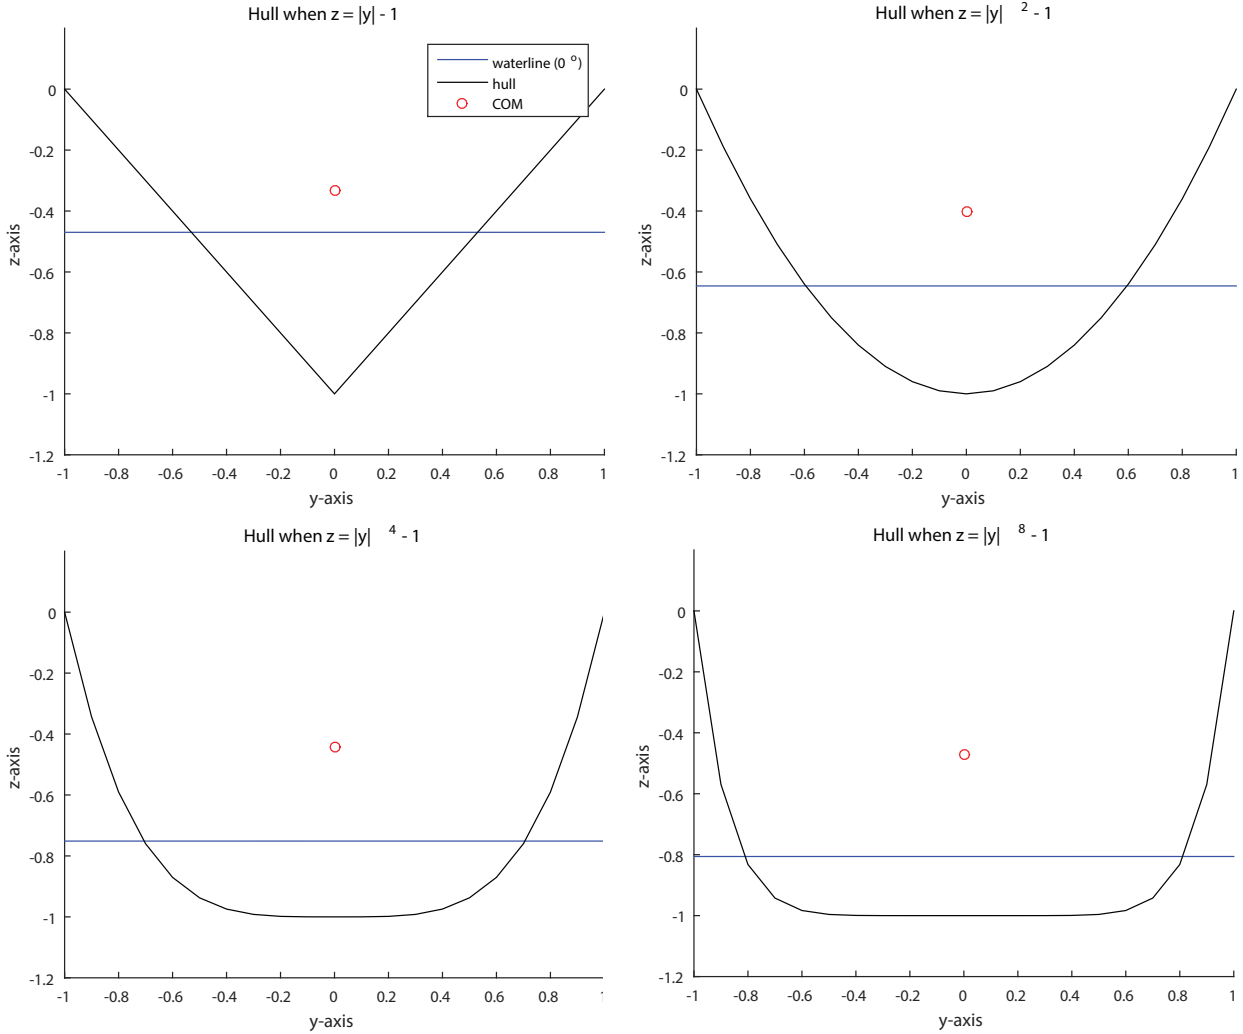 Hull when z = |y| - 1
waterline (0 °)
hull
COM
0
-0.2
-0.4
-0.6
-0.8
-1
-1.2
z-axis
-1 -0.8 -0.6 -0.4 -0.2 0 0.2 0.4 0.6 0.8 1
y-axis
Hull when z = |y| ² - 1
0
-0.2
-0.4
-0.6
-0.8
-1
-1.2
z-axis
-1 -0.8 -0.6 -0.4 -0.2 0 0.2 0.4 0.6 0.8 1
y-axis
Hull when z = |y| ⁴ - 1
0
-0.2
-0.4
-0.6
-0.8
-1
-1.2
z-axis
-1 -0.8 -0.6 -0.4 -0.2 0 0.2 0.4 0.6 0.8 1
y-axis
Hull when z = |y| ⁸ - 1
0
-0.2
-0.4
-0.6
-0.8
-1
-1.2
z-axis
-1 -0.8 -0.6 -0.4 -0.2 0 0.2 0.4 0.6 0.8 1
y-axis